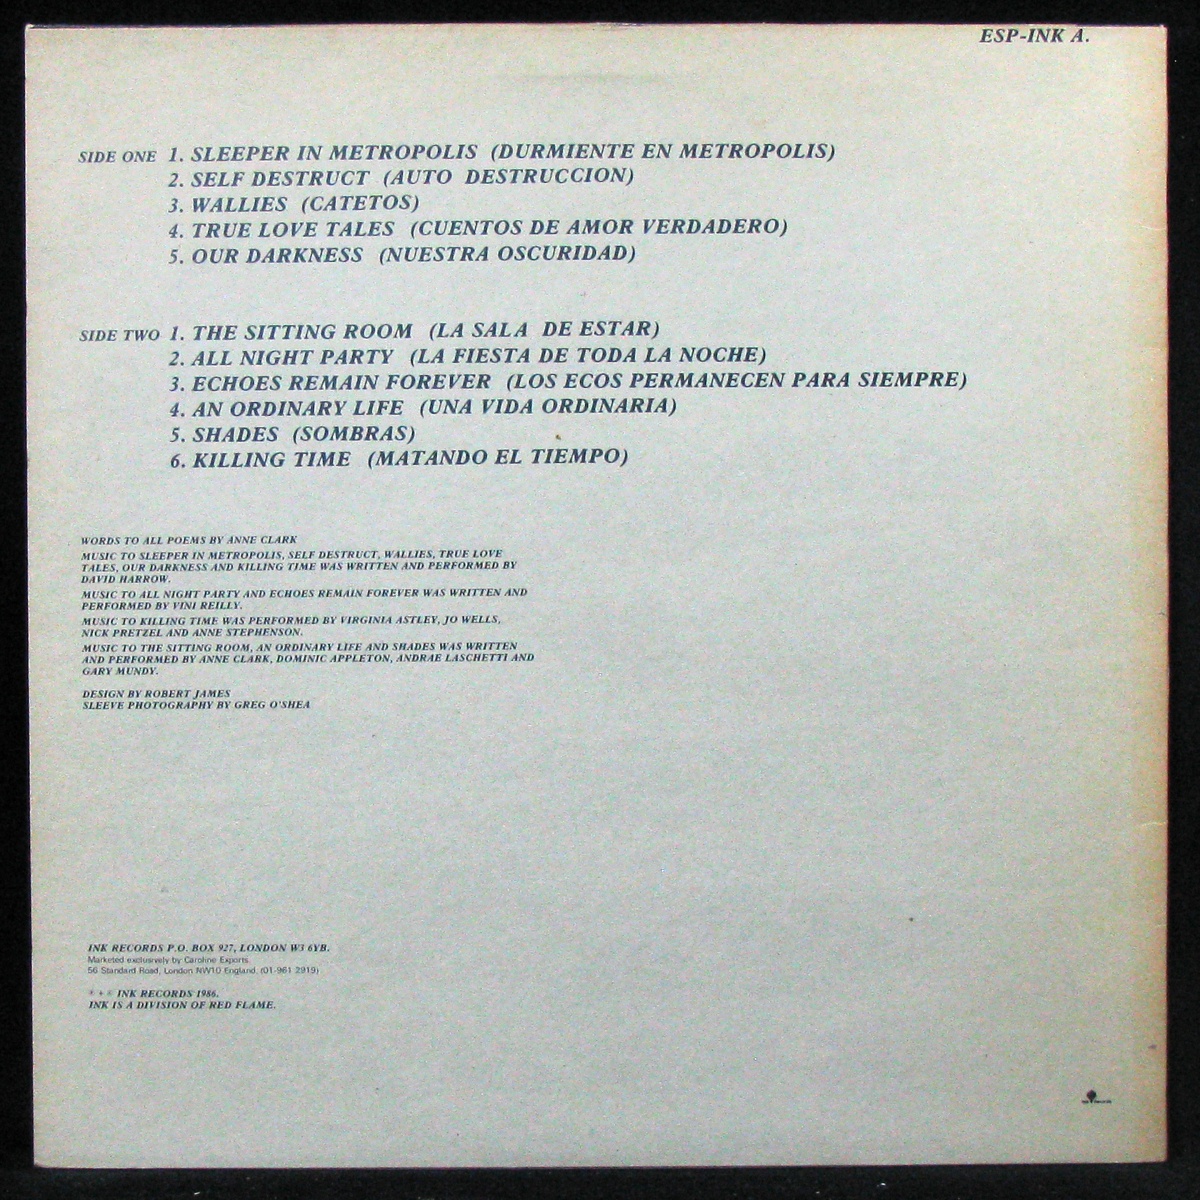 ESP-INK A.
SIDE ONE 1. SLEEPER IN METROPOLIS (DURMIENTE EN METROPOLIS)
2. SELF DESTRUCT (AUTO DESTRUCCION)
3. WALLIES (CATETOS)
4. TRUE LOVE TALES (CUENTOS DE AMOR VERDADERO)
5. OUR DARKNESS (NUESTRA OSCURIDAD)
SIDE TWO 1. THE SITTING ROOM (LA SALA DE ESTAR)
2. ALL NIGHT PARTY (LA FIESTA DE TODA LA NOCHE)
3. ECHOES REMAIN FOREVER (LOS ECOS PERMANECEN PARA SIEMPRE)
4. AN ORDINARY LIFE (UNA VIDA ORDINARIA)
5. SHADES (SOMBRAS)
6. KILLING TIME (MATANDO EL TIEMPO)
WORDS TO ALL POEMS BY ANNE CLARK
MUSIC TO SLEEPER IN METROPOLIS, SELF DESTRUCT, WALLIES, TRUE LOVE
TALES, OUR DARKNESS AND KILLING TIME WAS WRITTEN AND PERFORMED BY
DAVID HARROW.
MUSIC TO ALL NIGHT PARTY AND ECHOES REMAIN FOREVER WAS WRITTEN AND
PERFORMED BY VINI REILLY.
MUSIC TO KILLING TIME WAS PERFORMED BY VIRGINIA ASTLEY, JO WELLS,
NICK PRETZEL AND ANNE STEPHENSON.
MUSIC TO THE SITTING ROOM, AN ORDINARY LIFE AND SHADES WAS WRITTEN
AND PERFORMED BY ANNE CLARK, DOMINIC APPLETON, ANDRAE LASCHETTI AND
GARY MUNDY.
DESIGN BY ROBERT JAMES
SLEEVE PHOTOGRAPHY BY GREG O'SHEA
INK RECORDS P.O. BOX 927, LONDON W3 6YB.
Marketed exclusively by Caroline Exports.
56 Standard Road, London NW10 England. (01-961 2919)
INK RECORDS 1986.
INK IS A DIVISION OF RED FLAME.